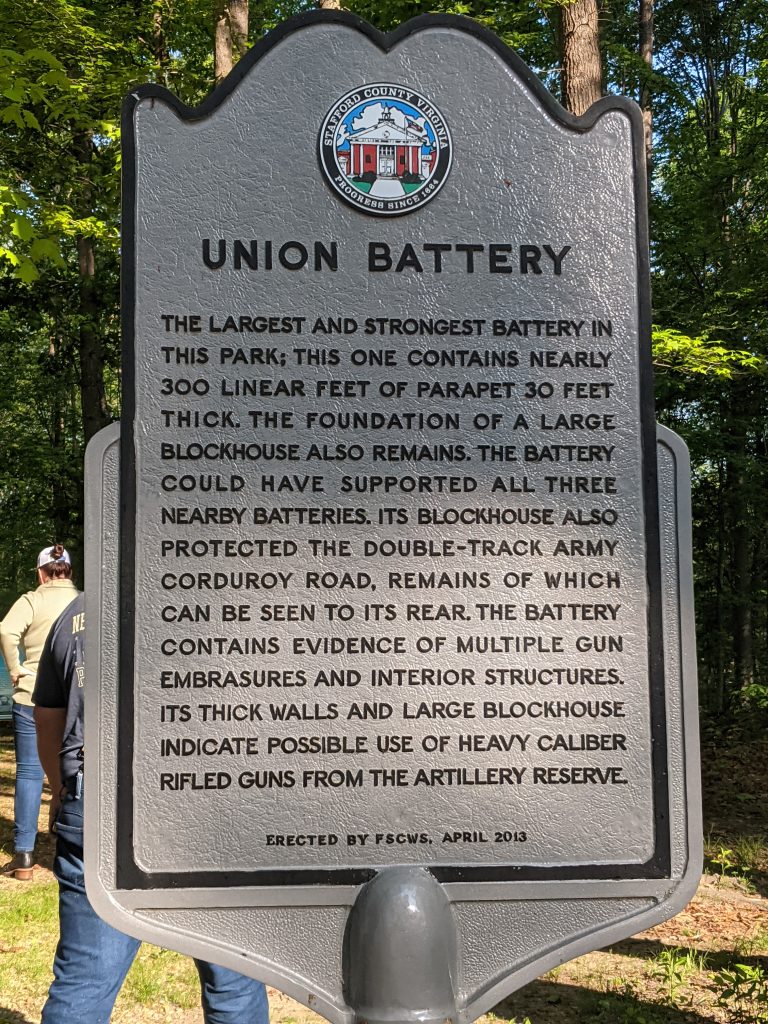 STAFFORD COUNTY VIRGINIA
PROGRESS SINCE 1664
UNION BATTERY
THE LARGEST AND STRONGEST BATTERY IN
THIS PARK; THIS ONE CONTAINS NEARLY
300 LINEAR FEET OF PARAPET 30 FEET
THICK. THE FOUNDATION OF A LARGE
BLOCKHOUSE ALSO REMAINS. THE BATTERY
COULD HAVE SUPPORTED ALL THREE
NEARBY BATTERIES. ITS BLOCKHOUSE ALSO
PROTECTED THE DOUBLE-TRACK ARMY
CORDUROY ROAD, REMAINS OF WHICH
CAN BE SEEN TO ITS REAR. THE BATTERY
CONTAINS EVIDENCE OF MULTIPLE GUN
EMBRASURES AND INTERIOR STRUCTURES.
ITS THICK WALLS AND LARGE BLOCKHOUSE
INDICATE POSSIBLE USE OF HEAVY CALIBER
RIFLED GUNS FROM THE ARTILLERY RESERVE.
ERECTED BY FSCWS, APRIL 2013